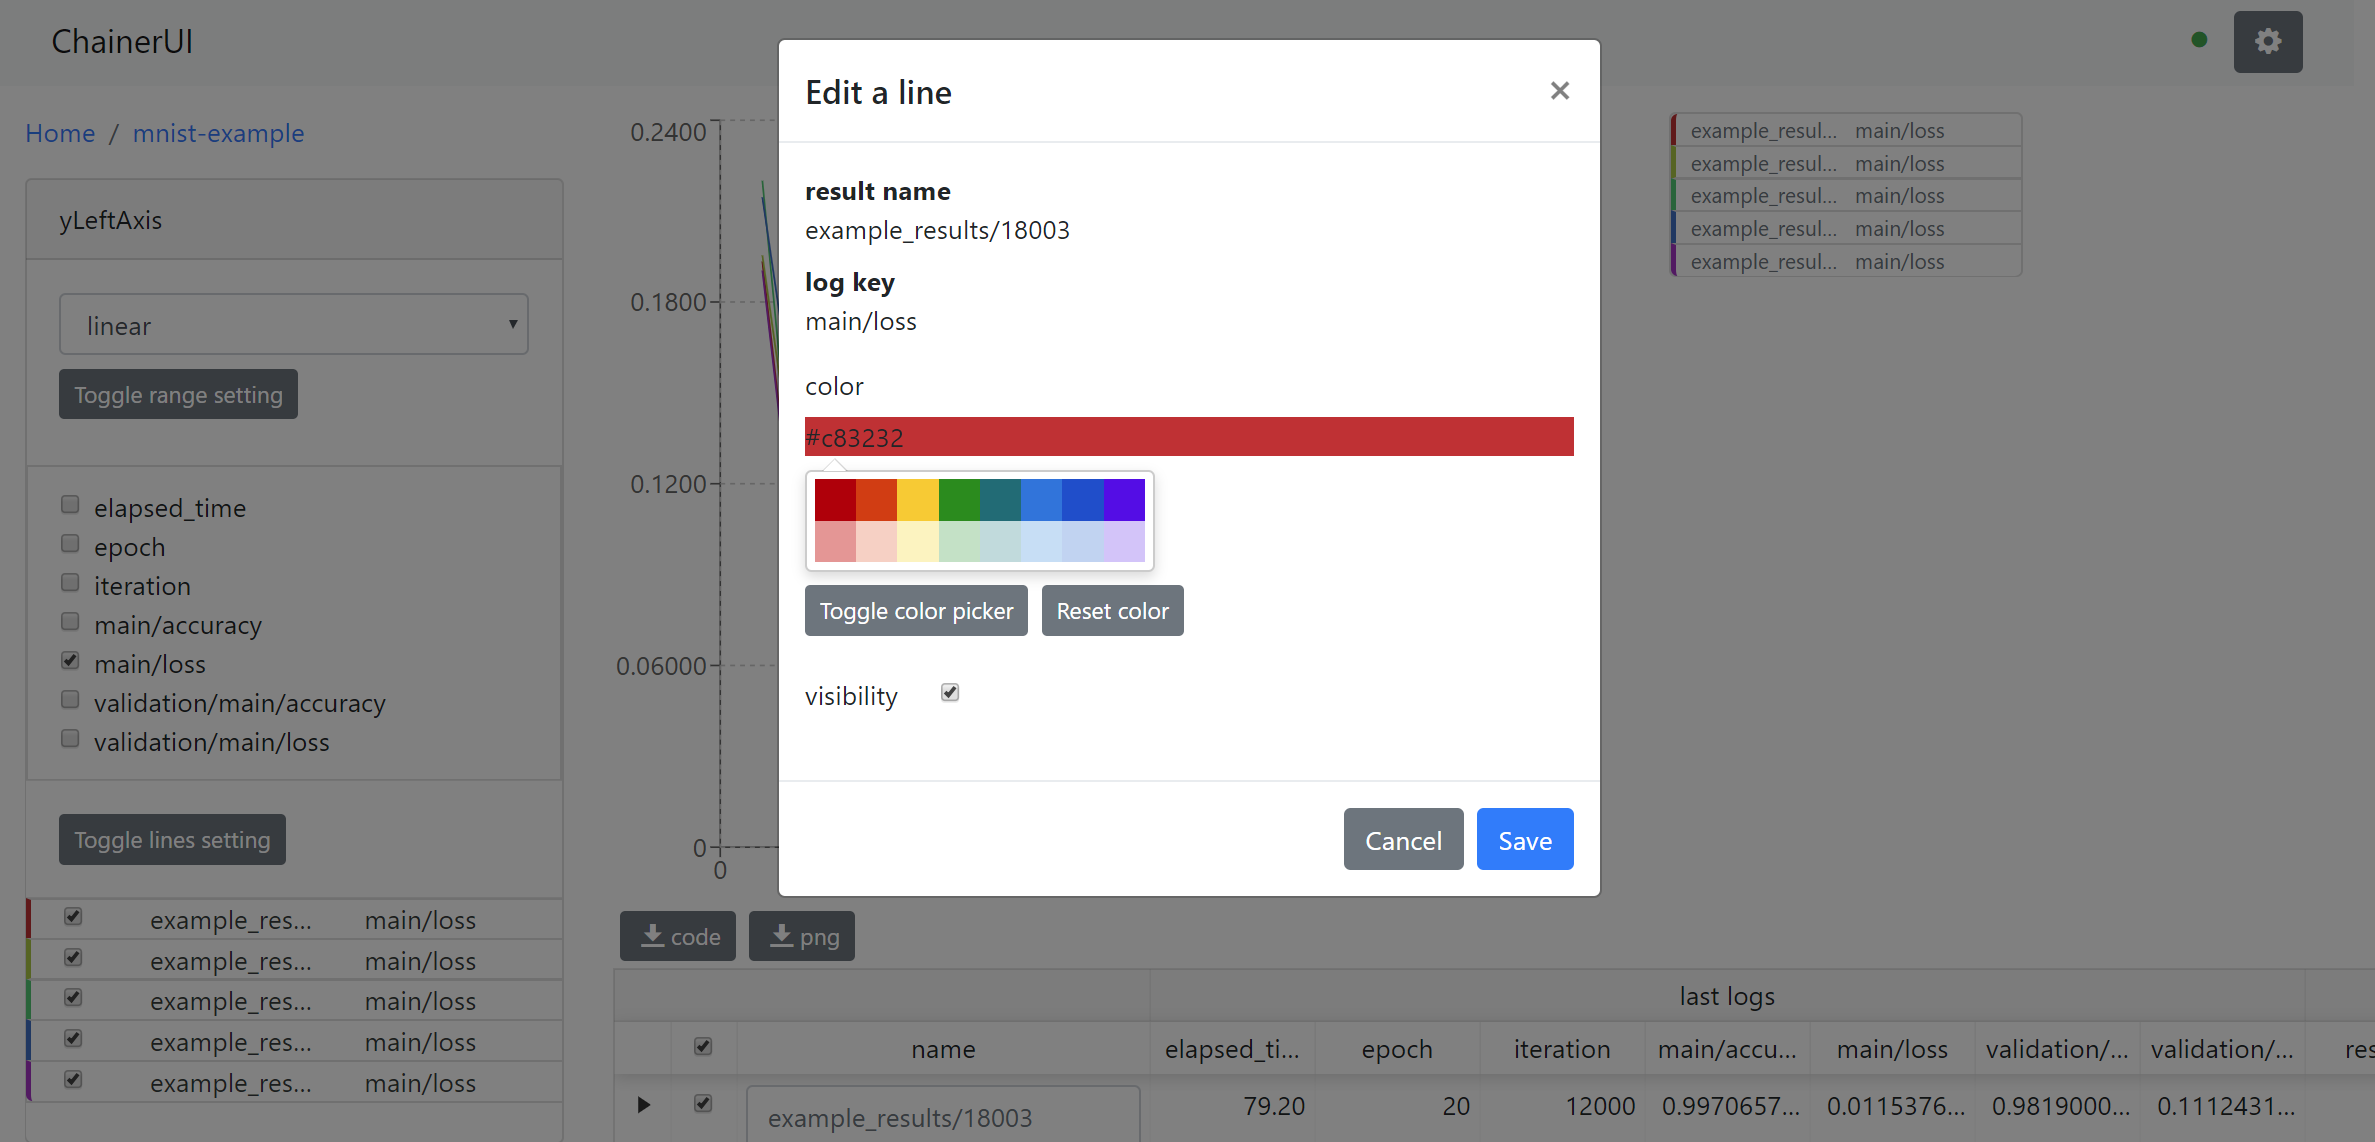 ChainerUI
Home / mnist-example
yLeftAxis
linear
Toggle range setting
elapsed_time
epoch
iteration
main/accuracy
main/loss
validation/main/accuracy
validation/main/loss
Toggle lines setting
example_res... main/loss
example_res... main/loss
example_res... main/loss
example_res... main/loss
example_res... main/loss
0.2400
0.1800
0.1200
0.06000
0
0
Edit a line
×
result name
example_results/18003
log key
main/loss
color
#c83232
Toggle color picker Reset color
visibility
Cancel Save
example_resul... main/loss
example_resul... main/loss
example_resul... main/loss
example_resul... main/loss
example_resul... main/loss
code png
last logs
name elapsed_ti... epoch iteration main/accu... main/loss validation/... validation/... res
example_results/18003 79.20 20 12000 0.9970657... 0.0115376... 0.9819000... 0.1112431...